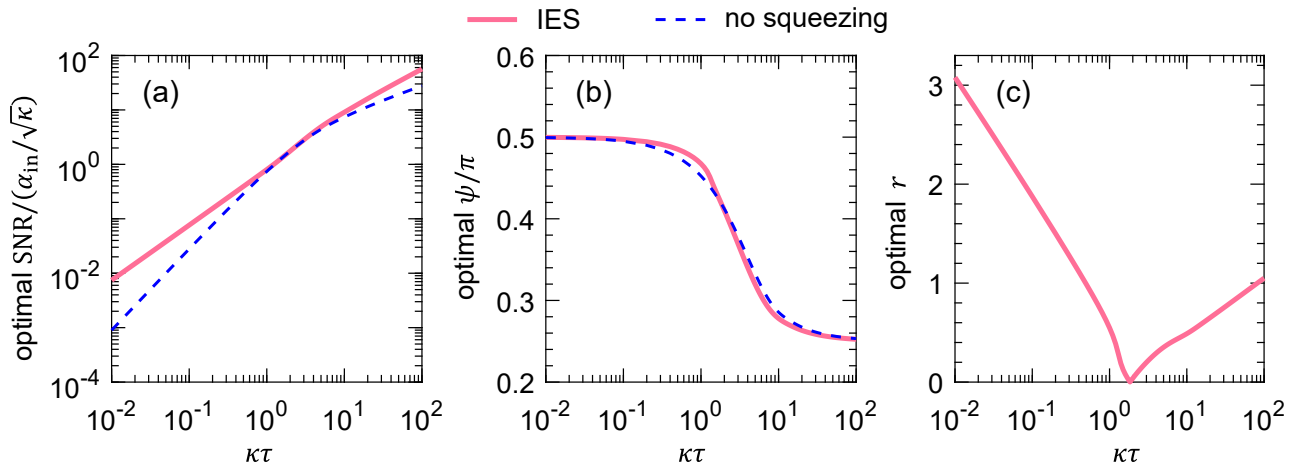 IES no squeezing
(a)
optimal SNR/(α_in/√κ)
10^2
10^0
10^-2
10^-4
10^-2 10^-1 10^0 10^1 10^2
κτ
(b)
optimal ψ/π
0.6
0.5
0.4
0.3
0.2
10^-2 10^-1 10^0 10^1 10^2
κτ
(c)
optimal r
3
2
1
0
10^-2 10^-1 10^0 10^1 10^2
κτ